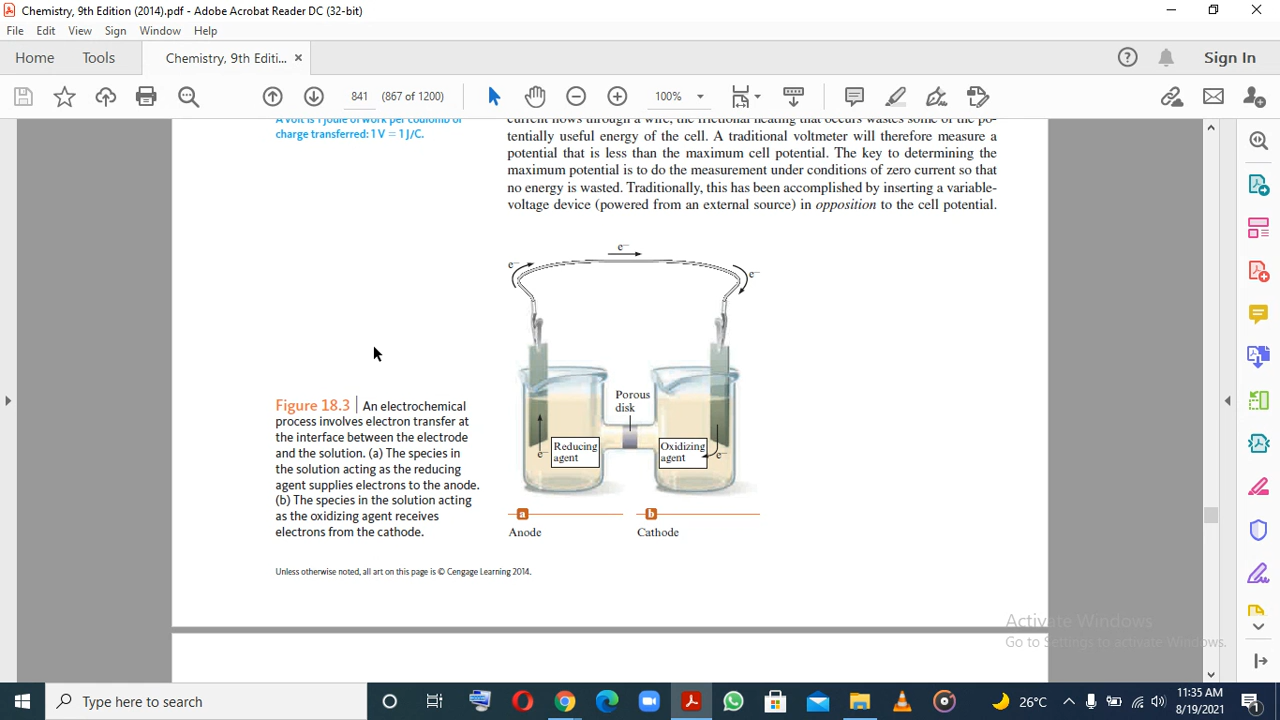 Chemistry, 9th Edition (2014).pdf - Adobe Acrobat Reader DC (32-bit)
File Edit View Sign Window Help
Home Tools Chemistry, 9th Editi... × Sign In
841 (867 of 1200) 100%
A volt is 1 joule of work per coulomb of
charge transferred: 1 V = 1 J/C.
current flows through a wire, the frictional heating that occurs wastes some of the po-
tentially useful energy of the cell. A traditional voltmeter will therefore measure a
potential that is less than the maximum cell potential. The key to determining the
maximum potential is to do the measurement under conditions of zero current so that
no energy is wasted. Traditionally, this has been accomplished by inserting a variable-
voltage device (powered from an external source) in opposition to the cell potential.
e−
e−
e−
Porous
disk
Reducing
agent
Oxidizing
agent
e−
e−
a
Anode
b
Cathode
Figure 18.3 | An electrochemical
process involves electron transfer at
the interface between the electrode
and the solution. (a) The species in
the solution acting as the reducing
agent supplies electrons to the anode.
(b) The species in the solution acting
as the oxidizing agent receives
electrons from the cathode.
Unless otherwise noted, all art on this page is © Cengage Learning 2014.
Activate Windows
Go to Settings to activate Windows.
Type here to search
26°C
11:35 AM
8/19/2021
1